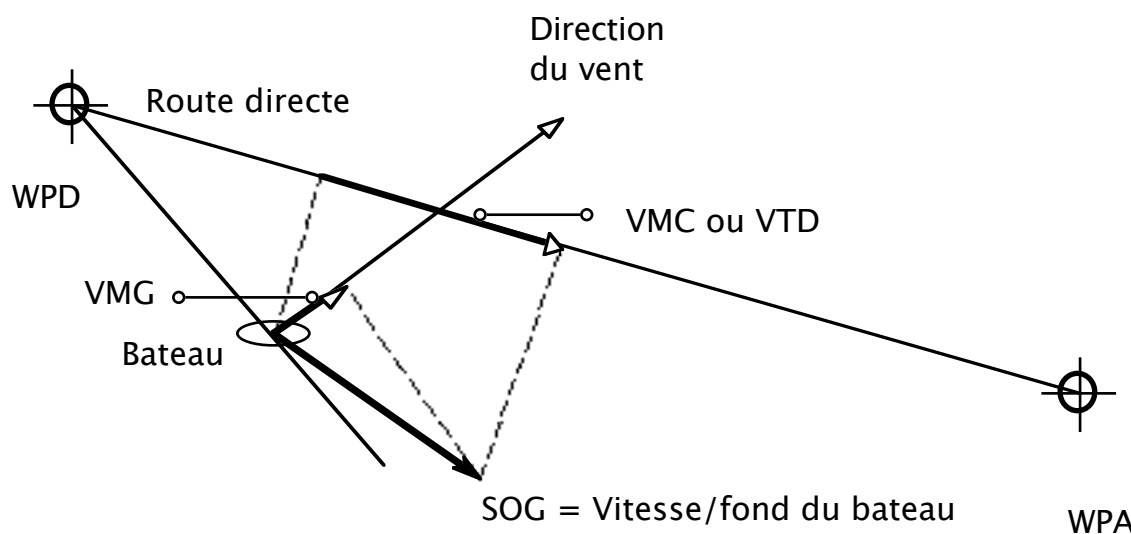 Direction
du vent
Route directe
WPD
VMC ou VTD
VMG
Bateau
SOG = Vitesse/fond du bateau
WPA